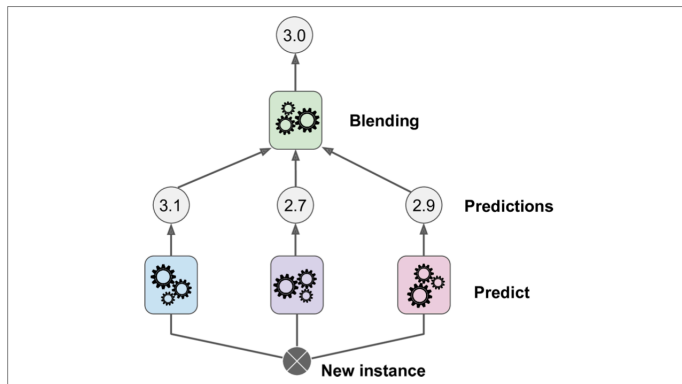 3.0
Blending
3.1
2.7
2.9
Predictions
Predict
New instance